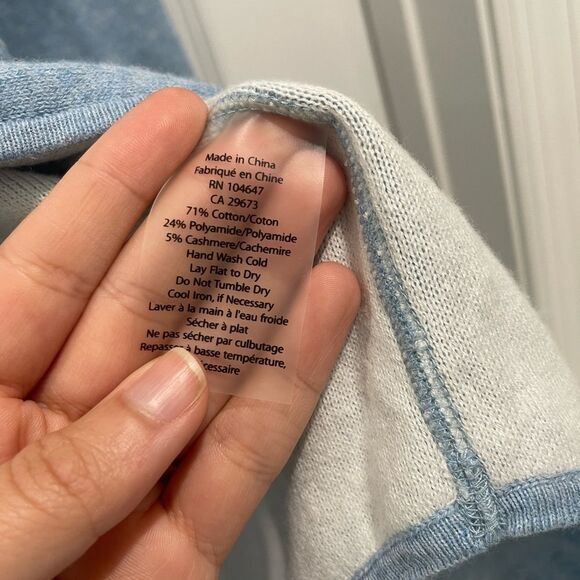 Made in China
Fabriqué en Chine
RN 104647
CA 29673
71% Cotton/Coton
24% Polyamide/Polyamide
5% Cashmere/Cachemire
Hand Wash Cold
Lay Flat to Dry
Do Not Tumble Dry
Cool Iron, if Necessary
Laver à la main à l'eau froide
Sécher à plat
Ne pas sécher par culbutage
à basse température,